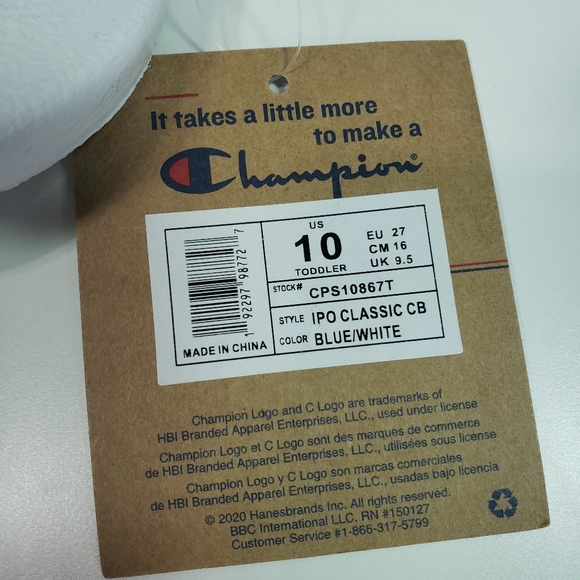 It takes a little more
to make a
Champion®
US
10
TODDLER
EU 27
CM 16
UK 9.5
1 92297 98772 7
MADE IN CHINA
STOCK# CPS10867T
STYLE IPO CLASSIC CB
COLOR BLUE/WHITE
Champion Logo and C Logo are trademarks of
HBI Branded Apparel Enterprises, LLC., used under license
Champion Logo et C Logo sont des marques de commerce
de HBI Branded Apparel Enterprises, LLC., utilisées sous license
Champion Logo y C Logo son marcas comerciales
de HBI Branded Apparel Enterprises, LLC., usadas bajo licencia
© 2020 Hanesbrands Inc. All rights reserved.
BBC International LLC. RN #150127
Customer Service #1-866-317-5799